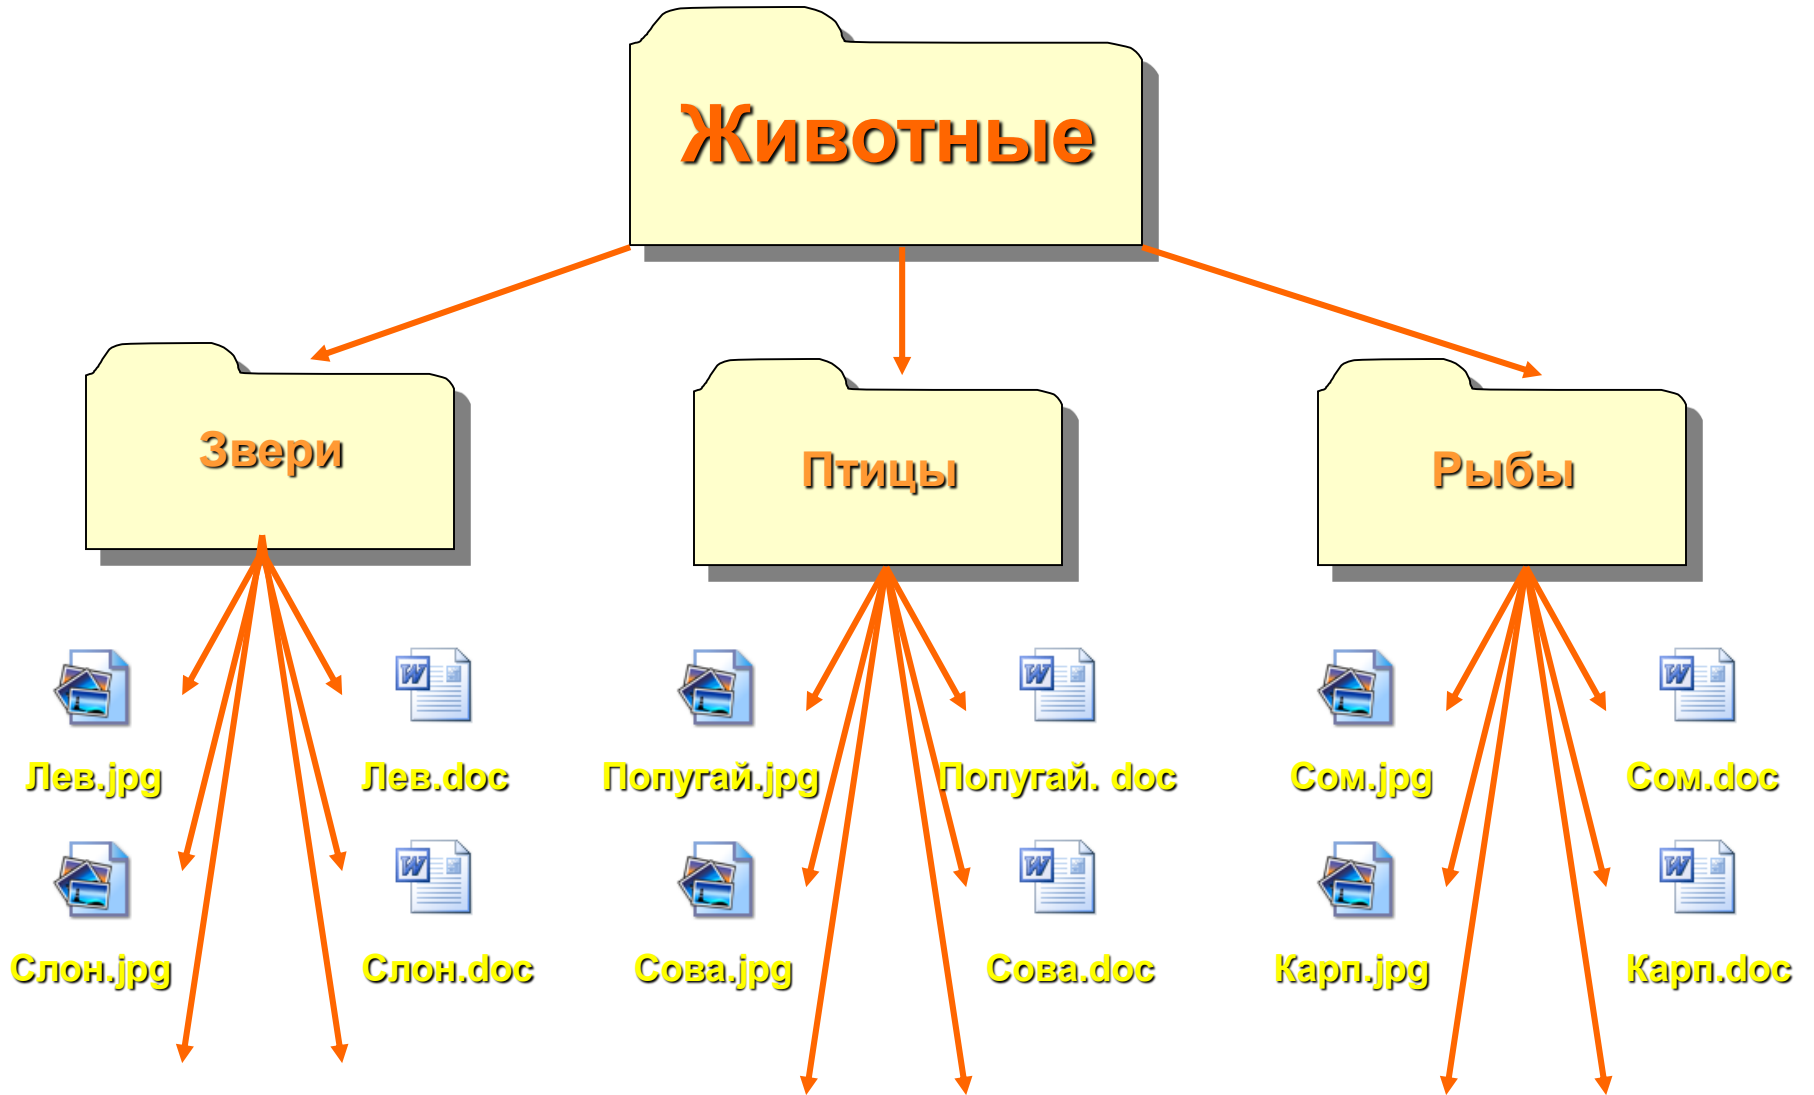 Животные
Звери
Птицы
Рыбы
Лев.jpg
Лев.doc
Попугай.jpg
Попугай. doc
Сом.jpg
Сом.doc
Слон.jpg
Слон.doc
Сова.jpg
Сова.doc
Карп.jpg
Карп.doc